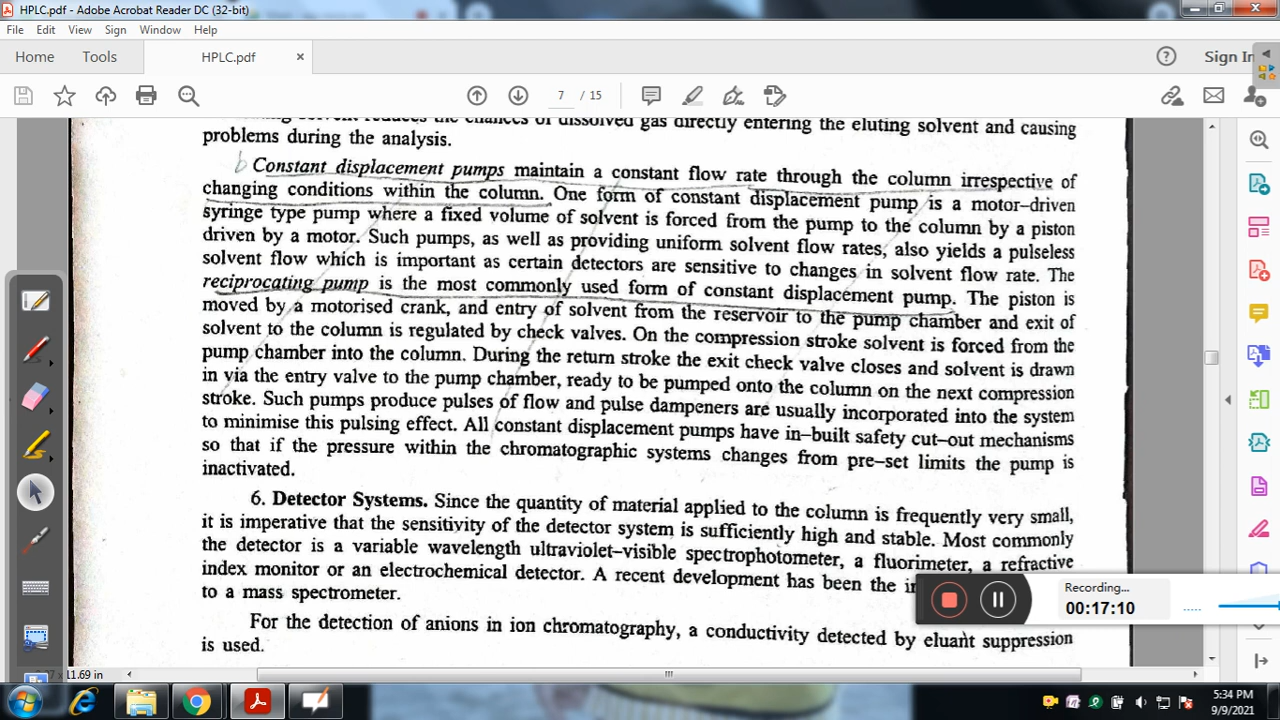 HPLC.pdf - Adobe Acrobat Reader DC (32-bit)
File Edit View Sign Window Help
Home Tools HPLC.pdf × Sign In
7 / 15
solvent reduces the chances of dissolved gas directly entering the eluting solvent and causing
problems during the analysis.
b Constant displacement pumps maintain a constant flow rate through the column irrespective of
changing conditions within the column. One form of constant displacement pump is a motor–driven
syringe type pump where a fixed volume of solvent is forced from the pump to the column by a piston
driven by a motor. Such pumps, as well as providing uniform solvent flow rates, also yields a pulseless
solvent flow which is important as certain detectors are sensitive to changes in solvent flow rate. The
reciprocating pump is the most commonly used form of constant displacement pump. The piston is
moved by a motorised crank, and entry of solvent from the reservoir to the pump chamber and exit of
solvent to the column is regulated by check valves. On the compression stroke solvent is forced from the
pump chamber into the column. During the return stroke the exit check valve closes and solvent is drawn
in via the entry valve to the pump chamber, ready to be pumped onto the column on the next compression
stroke. Such pumps produce pulses of flow and pulse dampeners are usually incorporated into the system
to minimise this pulsing effect. All constant displacement pumps have in–built safety cut–out mechanisms
so that if the pressure within the chromatographic systems changes from pre–set limits the pump is
inactivated.
6. Detector Systems. Since the quantity of material applied to the column is frequently very small,
it is imperative that the sensitivity of the detector system is sufficiently high and stable. Most commonly
the detector is a variable wavelength ultraviolet–visible spectrophotometer, a fluorimeter, a refractive
index monitor or an electrochemical detector. A recent development has been the
to a mass spectrometer.
For the detection of anions in ion chromatography, a conductivity detected by eluant suppression
is used.
Recording...
00:17:10
11.69 in
5:34 PM
9/9/2021